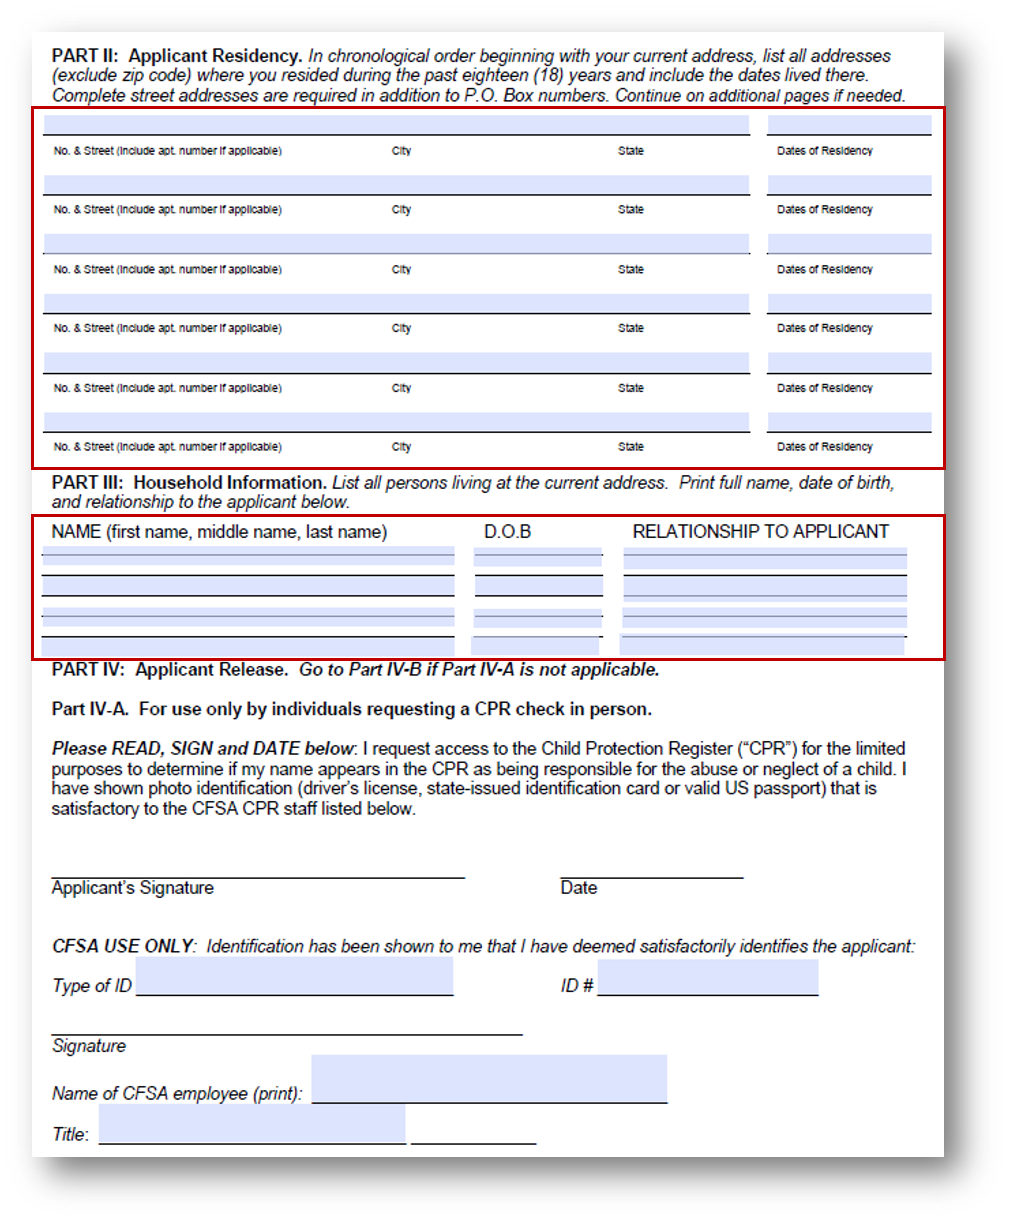 PART II:  Applicant Residency. In chronological order beginning with your current address, list all addresses
(exclude zip code) where you resided during the past eighteen (18) years and include the dates lived there.
Complete street addresses are required in addition to P.O. Box numbers. Continue on additional pages if needed.
No. & Street (include apt. number if applicable) City State Dates of Residency
No. & Street (include apt. number if applicable) City State Dates of Residency
No. & Street (include apt. number if applicable) City State Dates of Residency
No. & Street (include apt. number if applicable) City State Dates of Residency
No. & Street (include apt. number if applicable) City State Dates of Residency
No. & Street (include apt. number if applicable) City State Dates of Residency
PART III:  Household Information. List all persons living at the current address.  Print full name, date of birth,
and relationship to the applicant below.
NAME (first name, middle name, last name) D.O.B RELATIONSHIP TO APPLICANT
PART IV:  Applicant Release.  Go to Part IV-B if Part IV-A is not applicable.
Part IV-A.  For use only by individuals requesting a CPR check in person.
Please READ, SIGN and DATE below: I request access to the Child Protection Register (“CPR”) for the limited
purposes to determine if my name appears in the CPR as being responsible for the abuse or neglect of a child. I
have shown photo identification (driver’s license, state-issued identification card or valid US passport) that is
satisfactory to the CFSA CPR staff listed below.
Applicant’s Signature Date
CFSA USE ONLY:  Identification has been shown to me that I have deemed satisfactorily identifies the applicant:
Type of ID ID #
Signature
Name of CFSA employee (print):
Title: